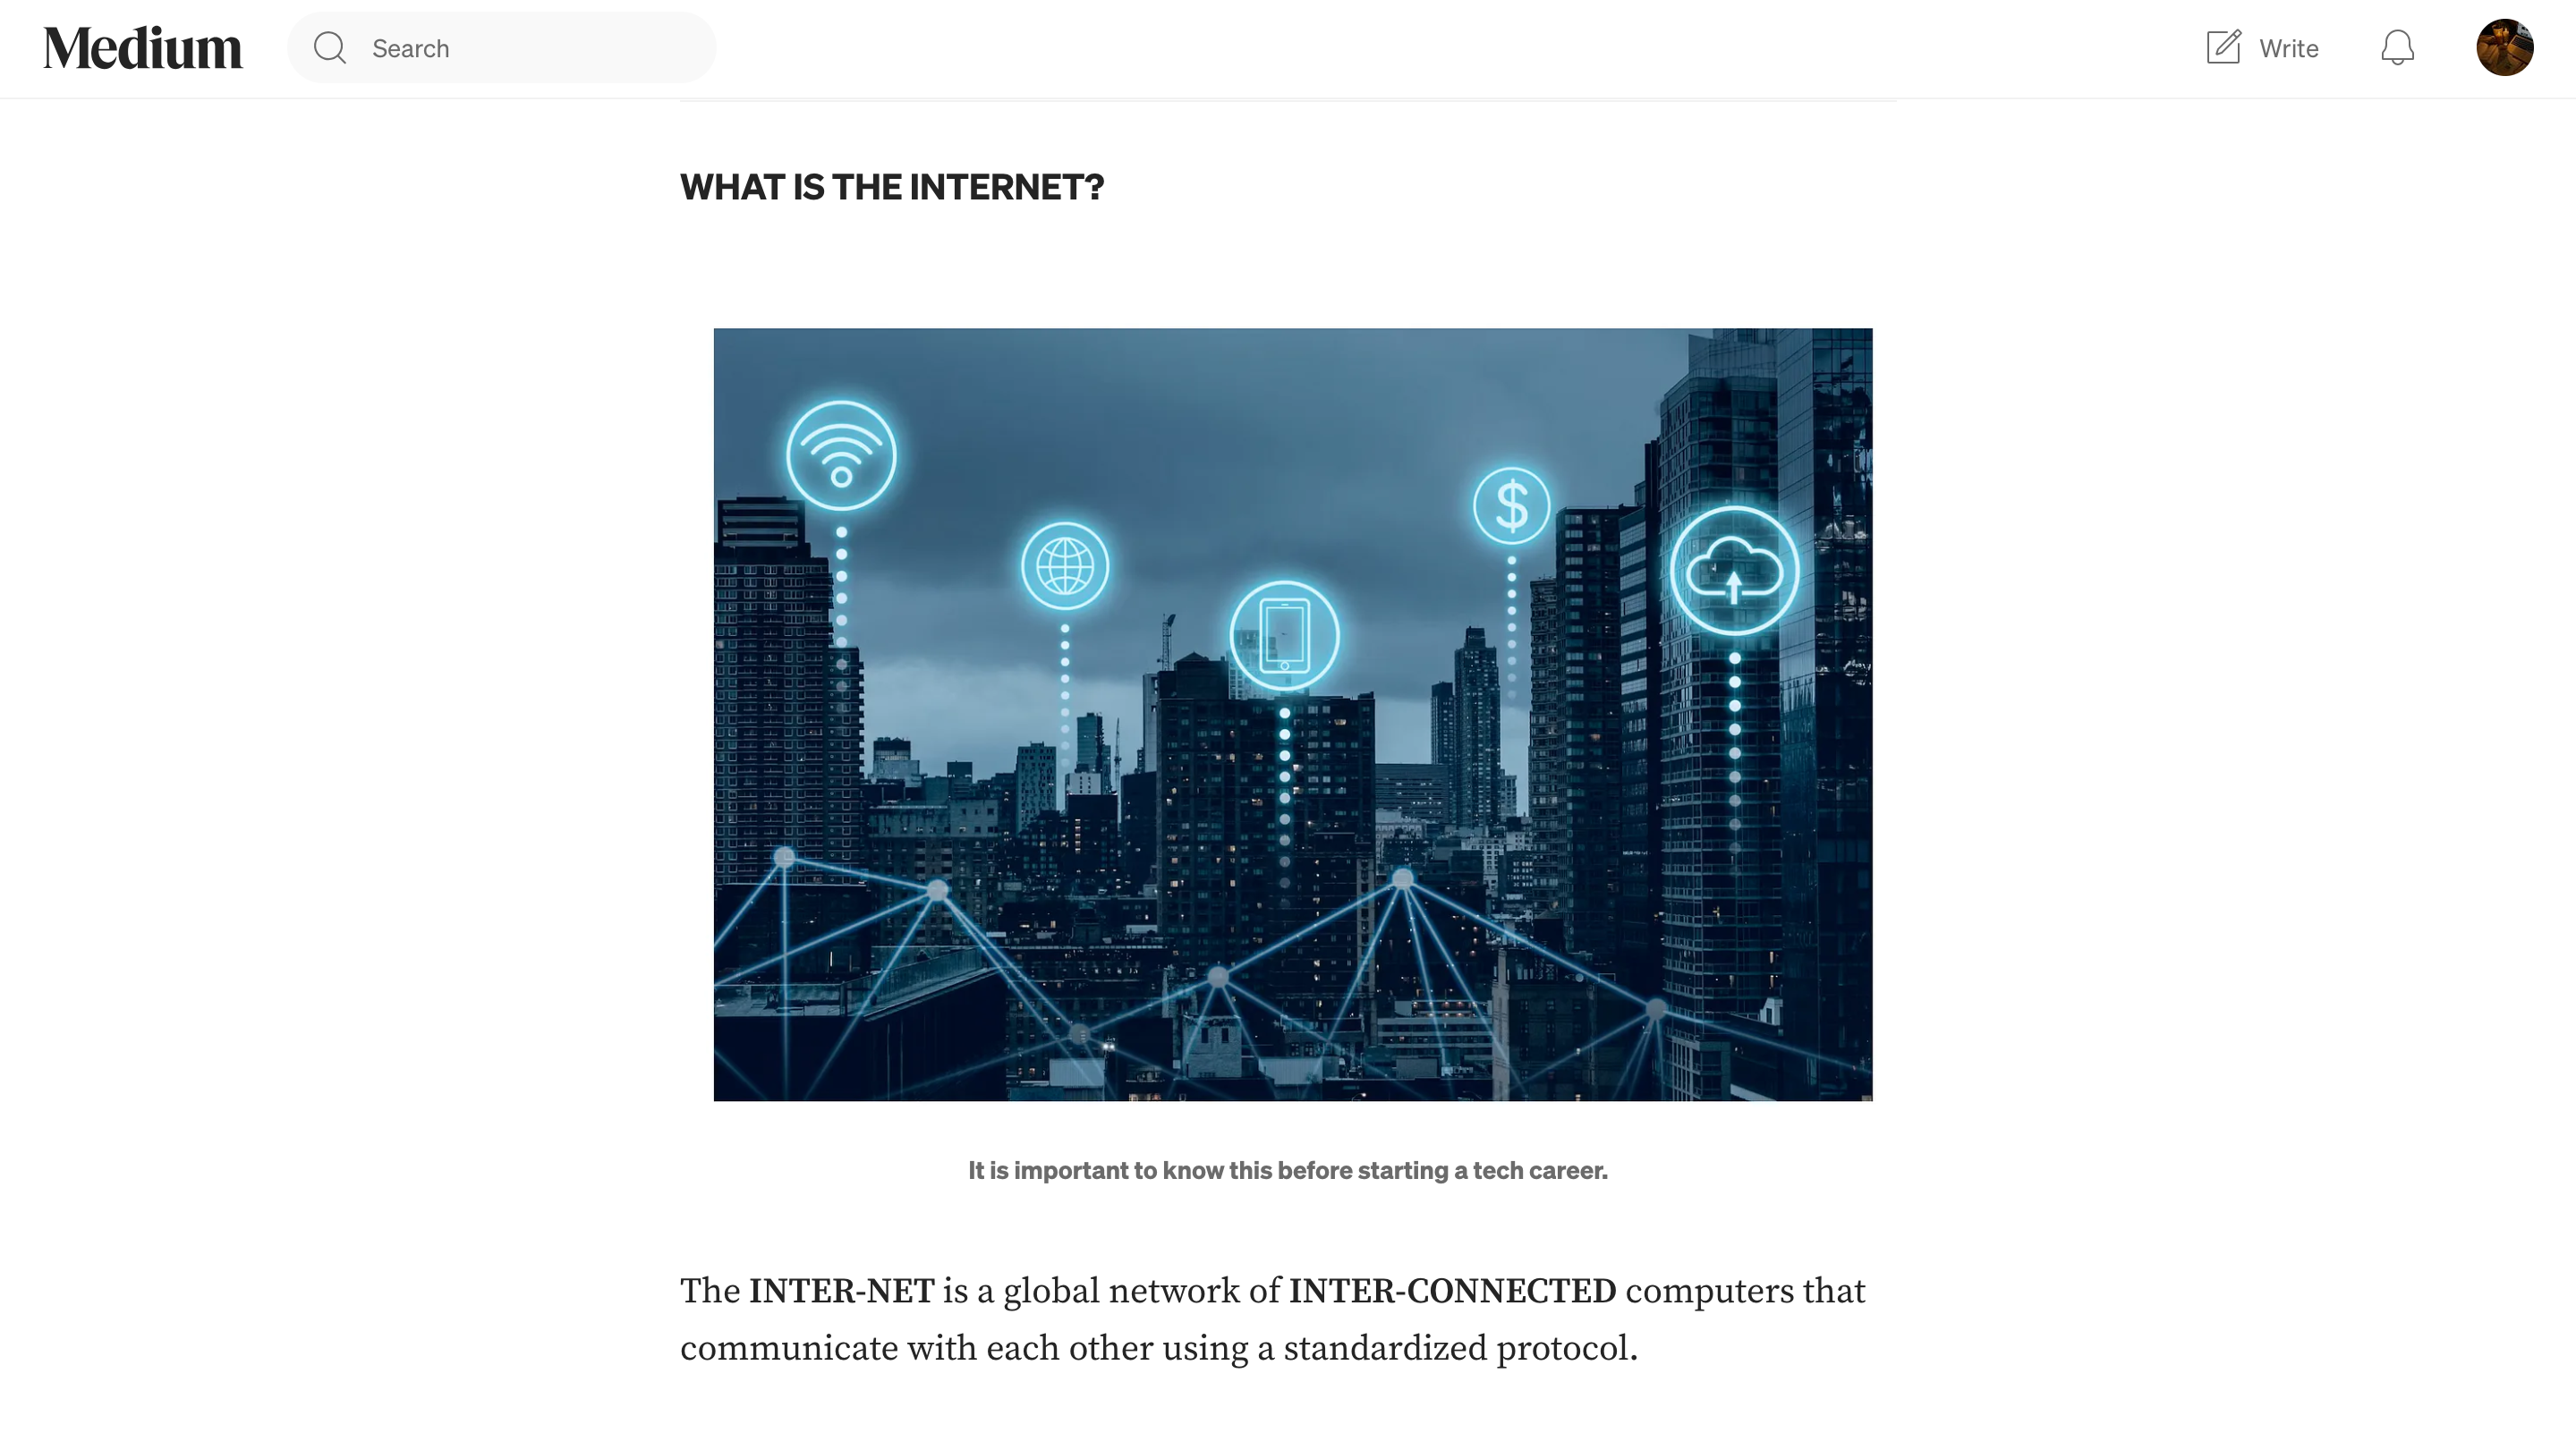 Medium
Search
Write
WHAT IS THE INTERNET?
$
It is important to know this before starting a tech career.
The INTER-NET is a global network of INTER-CONNECTED computers that
communicate with each other using a standardized protocol.